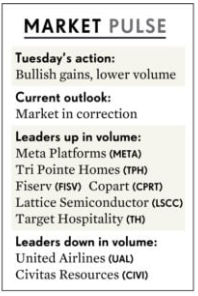 MARKET PULSE
Tuesday's action:
Bullish gains, lower volume
Current outlook:
Market in correction
Leaders up in volume:
Meta Platforms (META)
Tri Pointe Homes (TPH)
Fiserv (FISV) Copart (CPRT)
Lattice Semiconductor (LSCC)
Target Hospitality (TH)
Leaders down in volume:
United Airlines (UAL)
Civitas Resources (CIVI)